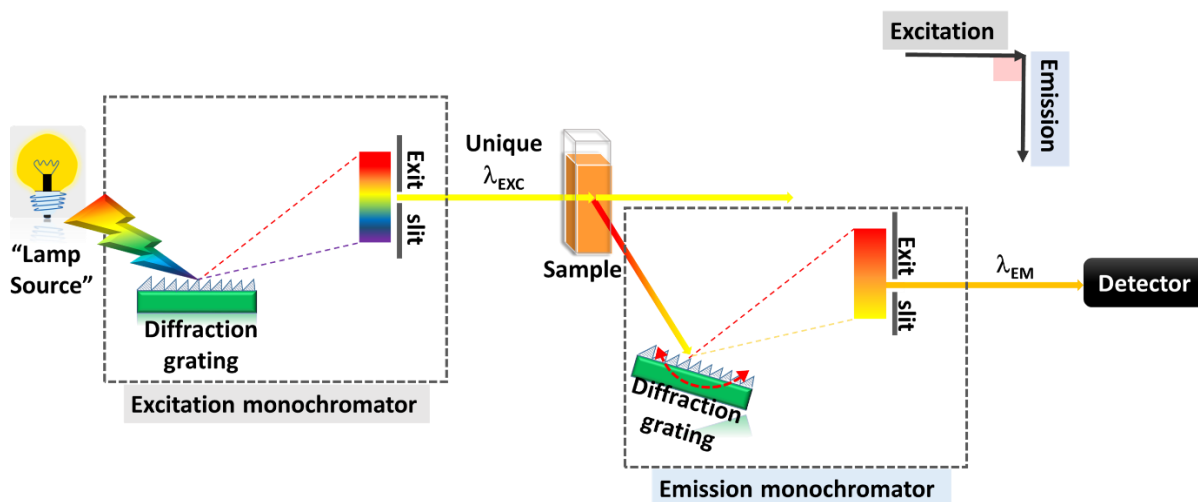 Excitation
Emission
"Lamp
Source"
Diffraction
grating
Exit
slit
Excitation monochromator
Unique
λEXC
Sample
Diffraction
grating
Exit
slit
Emission monochromator
λEM
Detector